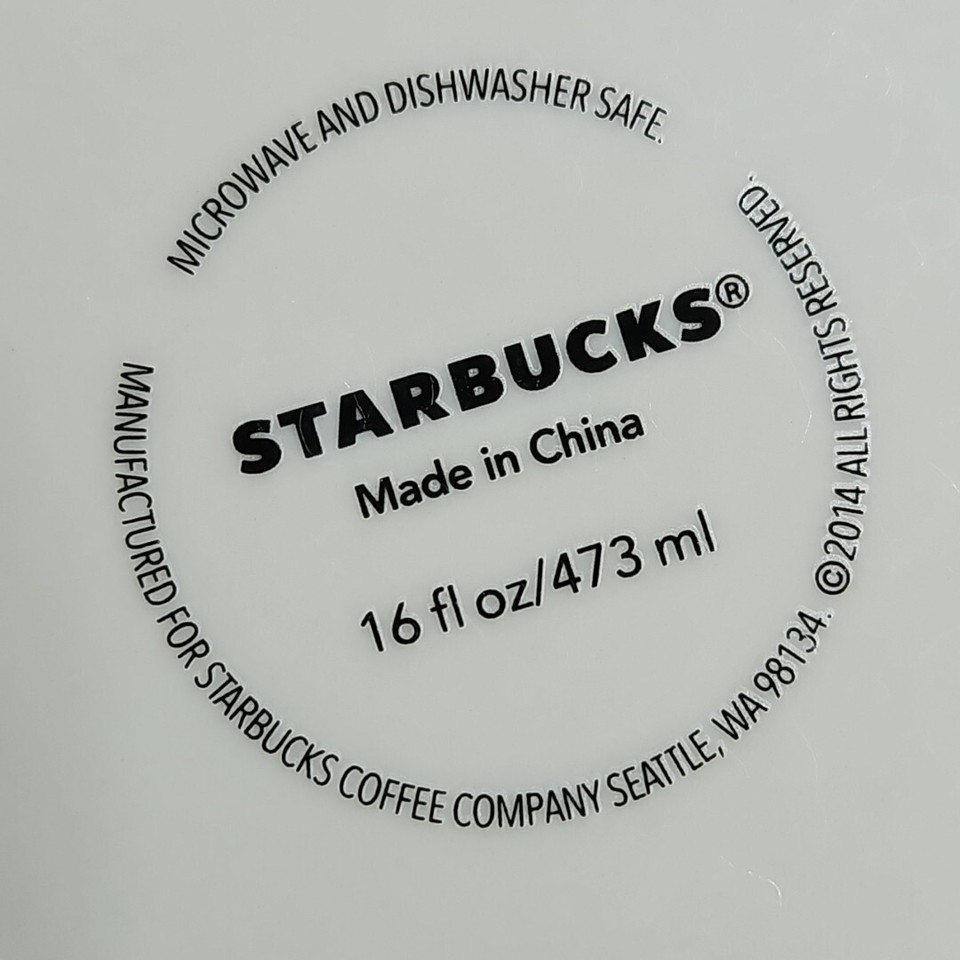 MICROWAVE AND DISHWASHER SAFE.
STARBUCKS®
Made in China
16 fl oz/473 ml
MANUFACTURED FOR STARBUCKS COFFEE COMPANY SEATTLE, WA 98134. ©2014 ALL RIGHTS RESERVED.